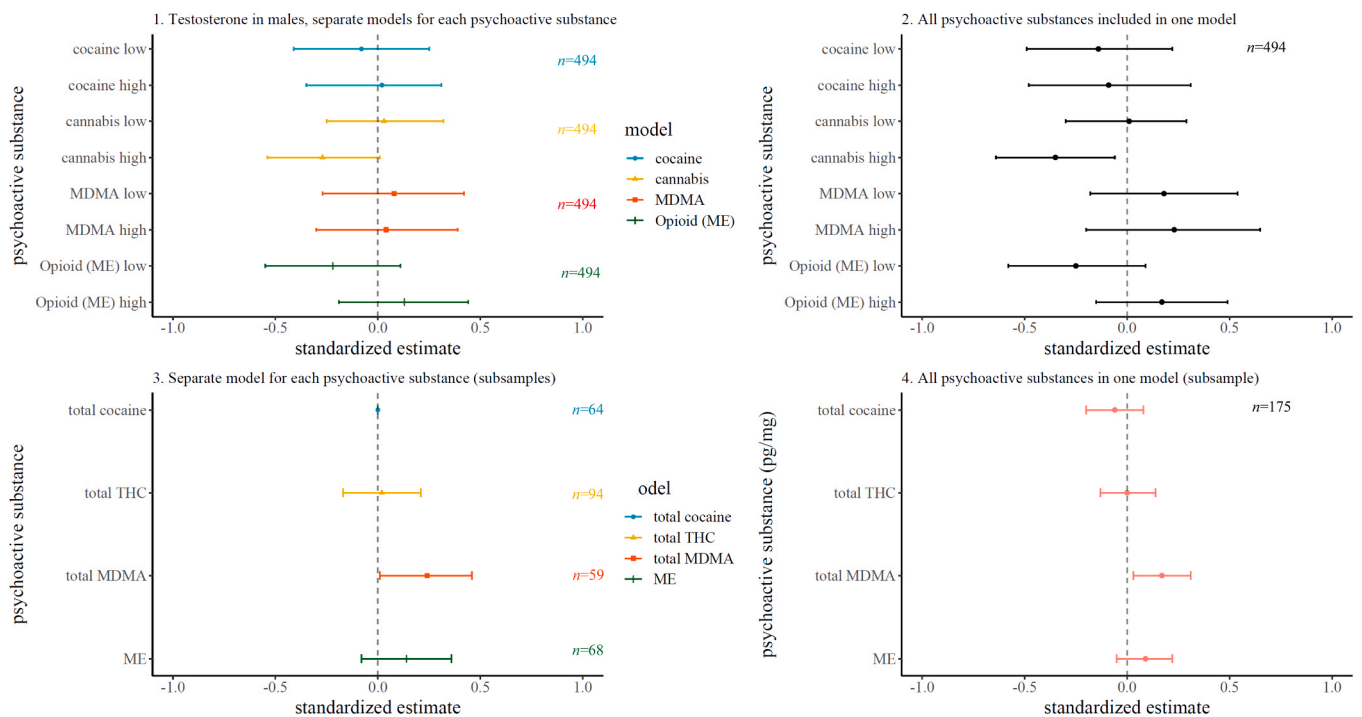 1. Testosterone in males, separate models for each psychoactive substance
psychoactive substance
cocaine low
cocaine high
cannabis low
cannabis high
MDMA low
MDMA high
Opioid (ME) low
Opioid (ME) high
n=494
n=494
n=494
n=494
-1.0 -0.5 0.0 0.5 1.0
standardized estimate
model
cocaine
cannabis
MDMA
Opioid (ME)
2. All psychoactive substances included in one model
psychoactive substance
cocaine low
cocaine high
cannabis low
cannabis high
MDMA low
MDMA high
Opioid (ME) low
Opioid (ME) high
n=494
-1.0 -0.5 0.0 0.5 1.0
standardized estimate
3. Separate model for each psychoactive substance (subsamples)
psychoactive substance
total cocaine
total THC
total MDMA
ME
n=64
n=94
n=59
n=68
-1.0 -0.5 0.0 0.5 1.0
standardized estimate
odel
total cocaine
total THC
total MDMA
ME
4. All psychoactive substances in one model (subsample)
psychoactive substance (pg/mg)
total cocaine
total THC
total MDMA
ME
n=175
-1.0 -0.5 0.0 0.5 1.0
standardized estimate